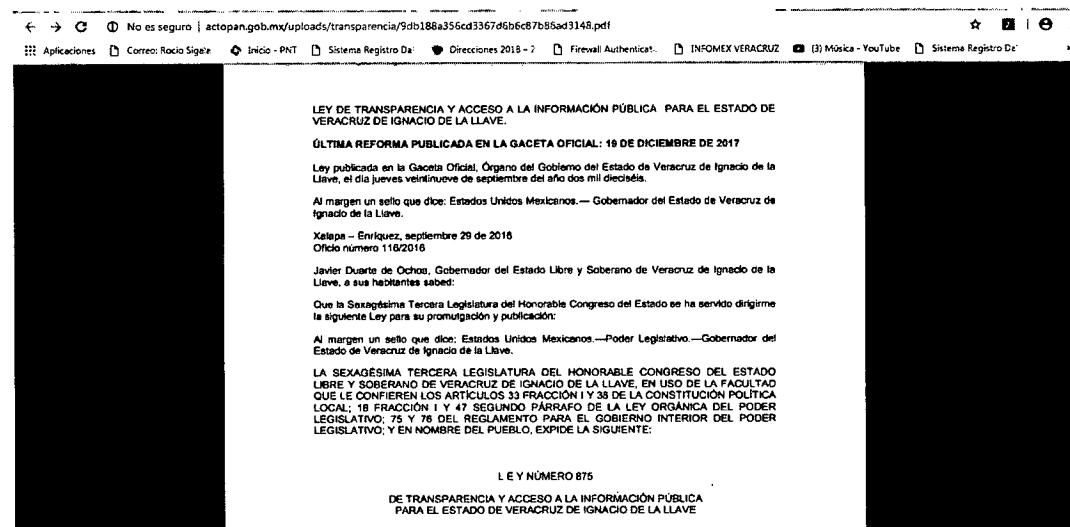 No es seguro | actopan.gob.mx/uploads/transparencia/9db188a356cd3367d6b6c87b86ad3148.pdf
Aplicaciones Correo: Rocio Sigale Inicio - PNT Sistema Registro Da Direcciones 2018 – 2 Firewall Authenticat.. INFOMEX VERACRUZ (3) Música - YouTube Sistema Registro Da
LEY DE TRANSPARENCIA Y ACCESO A LA INFORMACIÓN PÚBLICA PARA EL ESTADO DE
VERACRUZ DE IGNACIO DE LA LLAVE.
ÚLTIMA REFORMA PUBLICADA EN LA GACETA OFICIAL: 19 DE DICIEMBRE DE 2017
Ley publicada en la Gaceta Oficial, Órgano del Gobierno del Estado de Veracruz de Ignacio de la
Llave, el día jueves veintinueve de septiembre del año dos mil dieciséis.
Al margen un sello que dice: Estados Unidos Mexicanos.— Gobernador del Estado de Veracruz de
Ignacio de la Llave.
Xalapa – Enríquez, septiembre 29 de 2016
Oficio número 116/2016
Javier Duarte de Ochoa, Gobernador del Estado Libre y Soberano de Veracruz de Ignacio de la
Llave, a sus habitantes sabed:
Que la Sexagésima Tercera Legislatura del Honorable Congreso del Estado se ha servido dirigirme
la siguiente Ley para su promulgación y publicación:
Al margen un sello que dice: Estados Unidos Mexicanos.—Poder Legislativo.—Gobernador del
Estado de Veracruz de Ignacio de la Llave.
LA SEXAGÉSIMA TERCERA LEGISLATURA DEL HONORABLE CONGRESO DEL ESTADO
LIBRE Y SOBERANO DE VERACRUZ DE IGNACIO DE LA LLAVE, EN USO DE LA FACULTAD
QUE LE CONFIEREN LOS ARTÍCULOS 33 FRACCIÓN I Y 38 DE LA CONSTITUCIÓN POLÍTICA
LOCAL; 18 FRACCIÓN I Y 47 SEGUNDO PÁRRAFO DE LA LEY ORGÁNICA DEL PODER
LEGISLATIVO; 75 Y 76 DEL REGLAMENTO PARA EL GOBIERNO INTERIOR DEL PODER
LEGISLATIVO; Y EN NOMBRE DEL PUEBLO, EXPIDE LA SIGUIENTE:
L E Y NÚMERO 875
DE TRANSPARENCIA Y ACCESO A LA INFORMACIÓN PÚBLICA
PARA EL ESTADO DE VERACRUZ DE IGNACIO DE LA LLAVE